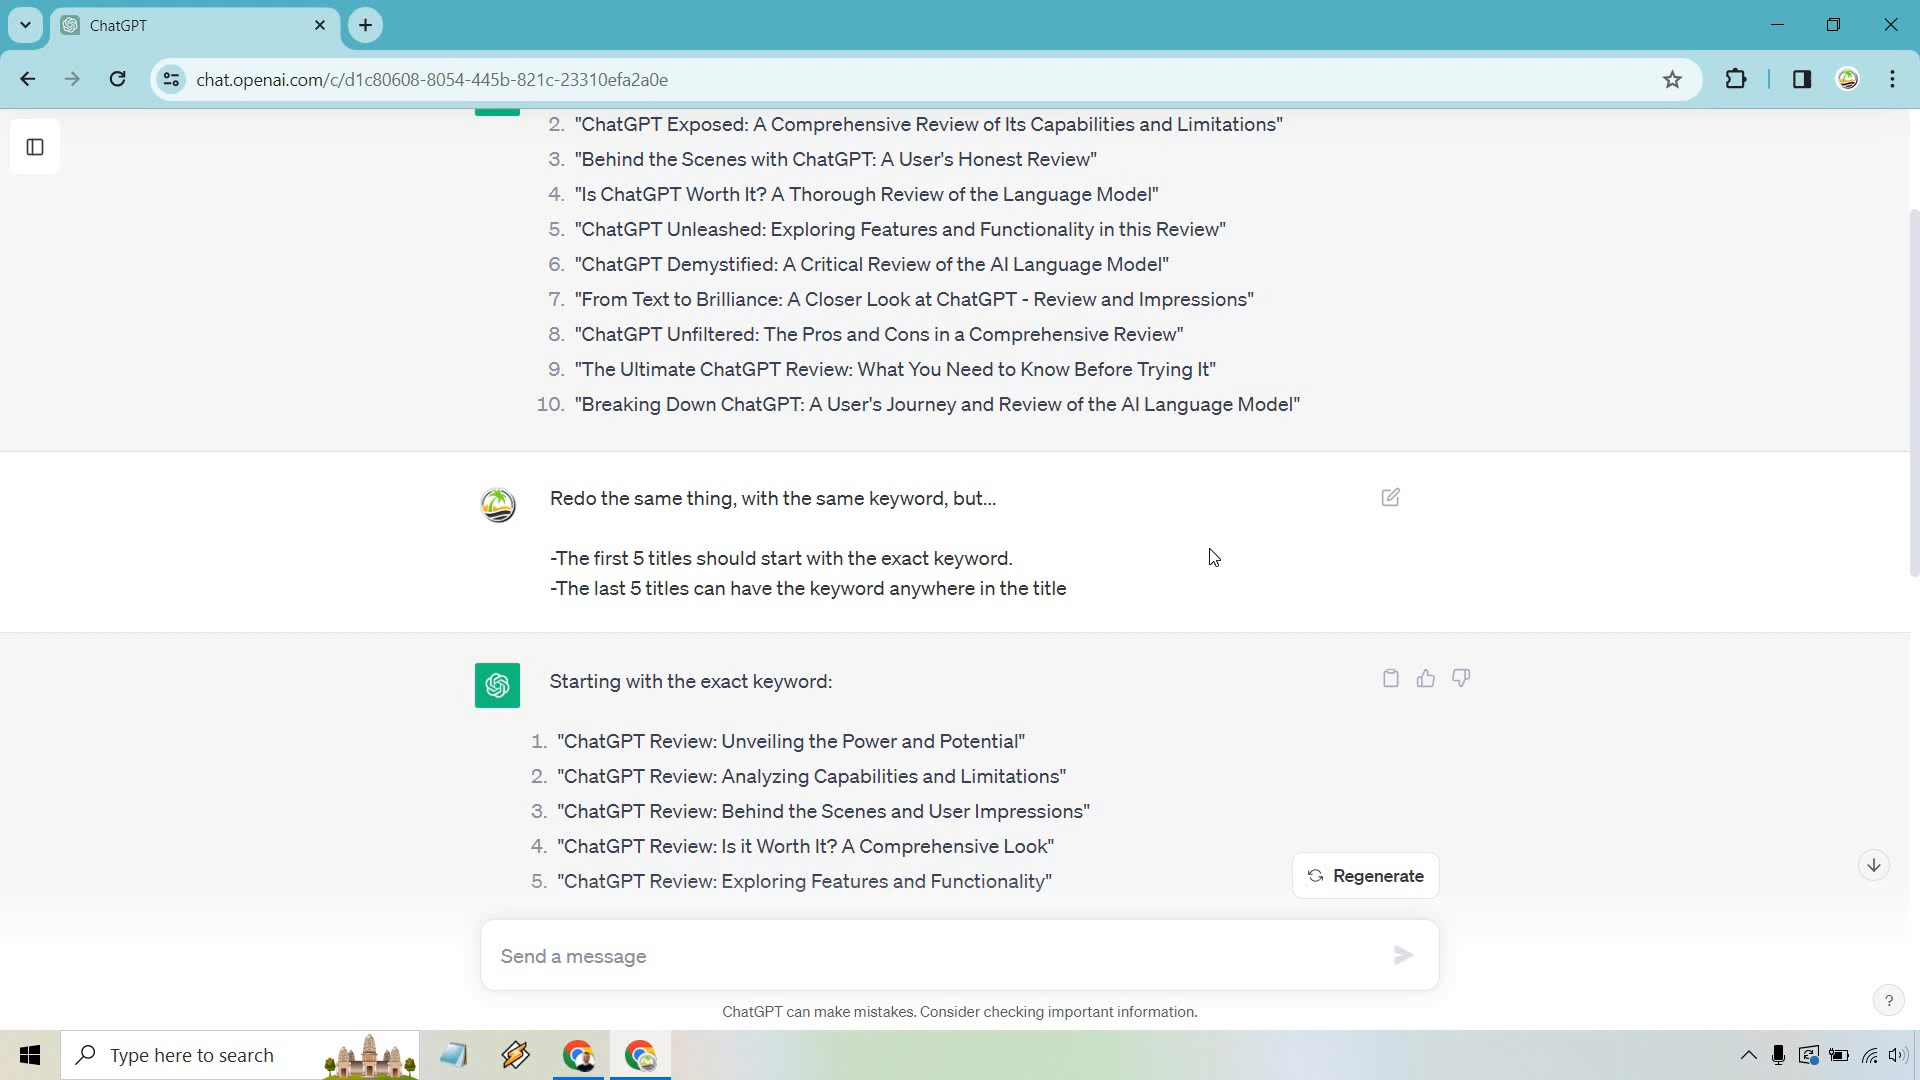 ChatGPT
chat.openai.com/c/d1c80608-8054-445b-821c-23310efa2a0e
2. "ChatGPT Exposed: A Comprehensive Review of Its Capabilities and Limitations"
3. "Behind the Scenes with ChatGPT: A User's Honest Review"
4. "Is ChatGPT Worth It? A Thorough Review of the Language Model"
5. "ChatGPT Unleashed: Exploring Features and Functionality in this Review"
6. "ChatGPT Demystified: A Critical Review of the AI Language Model"
7. "From Text to Brilliance: A Closer Look at ChatGPT - Review and Impressions"
8. "ChatGPT Unfiltered: The Pros and Cons in a Comprehensive Review"
9. "The Ultimate ChatGPT Review: What You Need to Know Before Trying It"
10. "Breaking Down ChatGPT: A User's Journey and Review of the AI Language Model"
Redo the same thing, with the same keyword, but...
-The first 5 titles should start with the exact keyword.
-The last 5 titles can have the keyword anywhere in the title
Starting with the exact keyword:
1. "ChatGPT Review: Unveiling the Power and Potential"
2. "ChatGPT Review: Analyzing Capabilities and Limitations"
3. "ChatGPT Review: Behind the Scenes and User Impressions"
4. "ChatGPT Review: Is it Worth It? A Comprehensive Look"
5. "ChatGPT Review: Exploring Features and Functionality"
Regenerate
Send a message
ChatGPT can make mistakes. Consider checking important information.
?
Type here to search